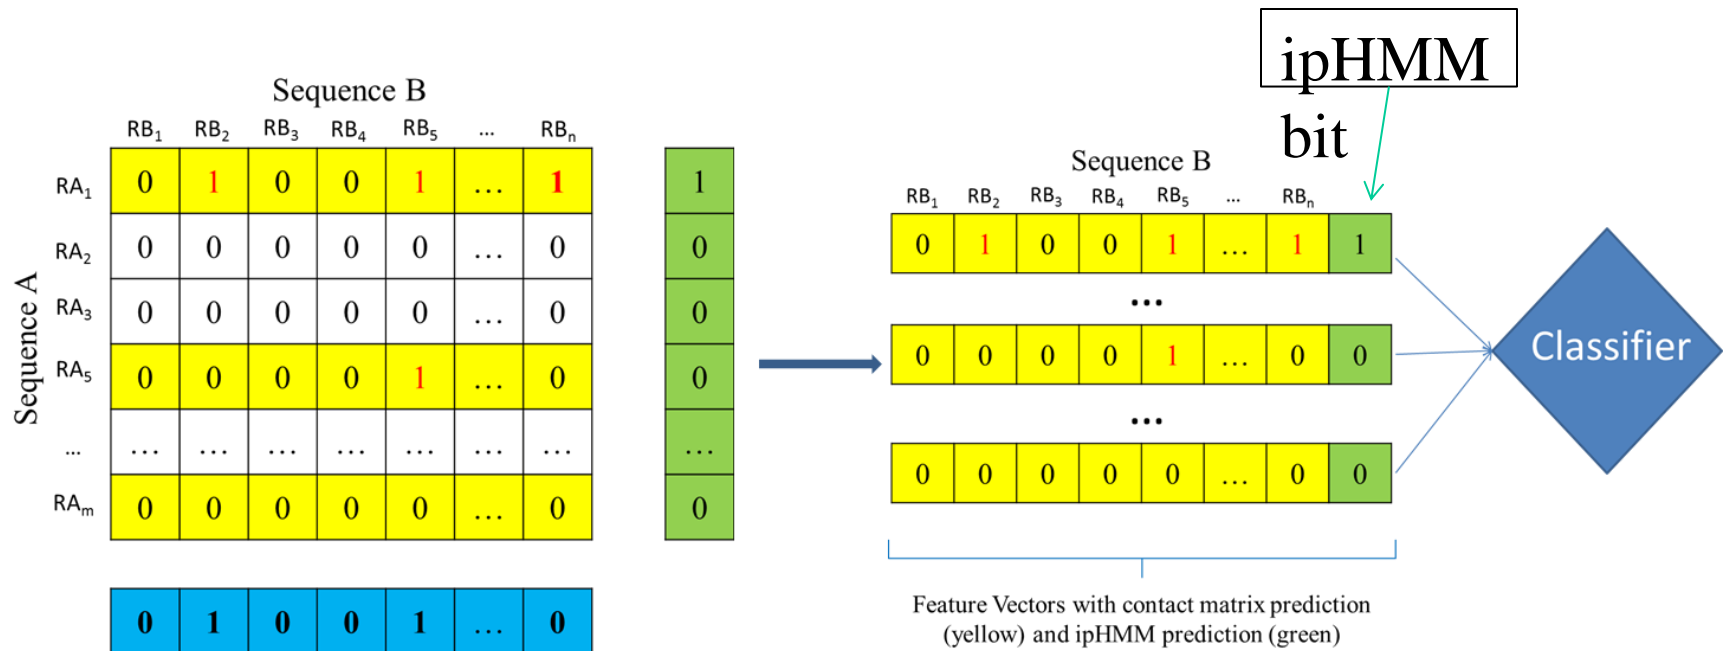 ipHMM
bit
Sequence B
RB1 RB2 RB3 RB4 RB5 ... RBn
Sequence A
RA1 0 1 0 0 1 … 1 1
RA2 0 0 0 0 0 … 0 0
RA3 0 0 0 0 0 … 0 0
RA5 0 0 0 0 1 … 0 0
... … … … … … … … …
RAm 0 0 0 0 0 … 0 0
0 1 0 0 1 … 0
Sequence B
RB1 RB2 RB3 RB4 RB5 ... RBn
0 1 0 0 1 … 1 1
...
0 0 0 0 1 … 0 0
...
0 0 0 0 0 … 0 0
Classifier
Feature Vectors with contact matrix prediction
(yellow) and ipHMM prediction (green)